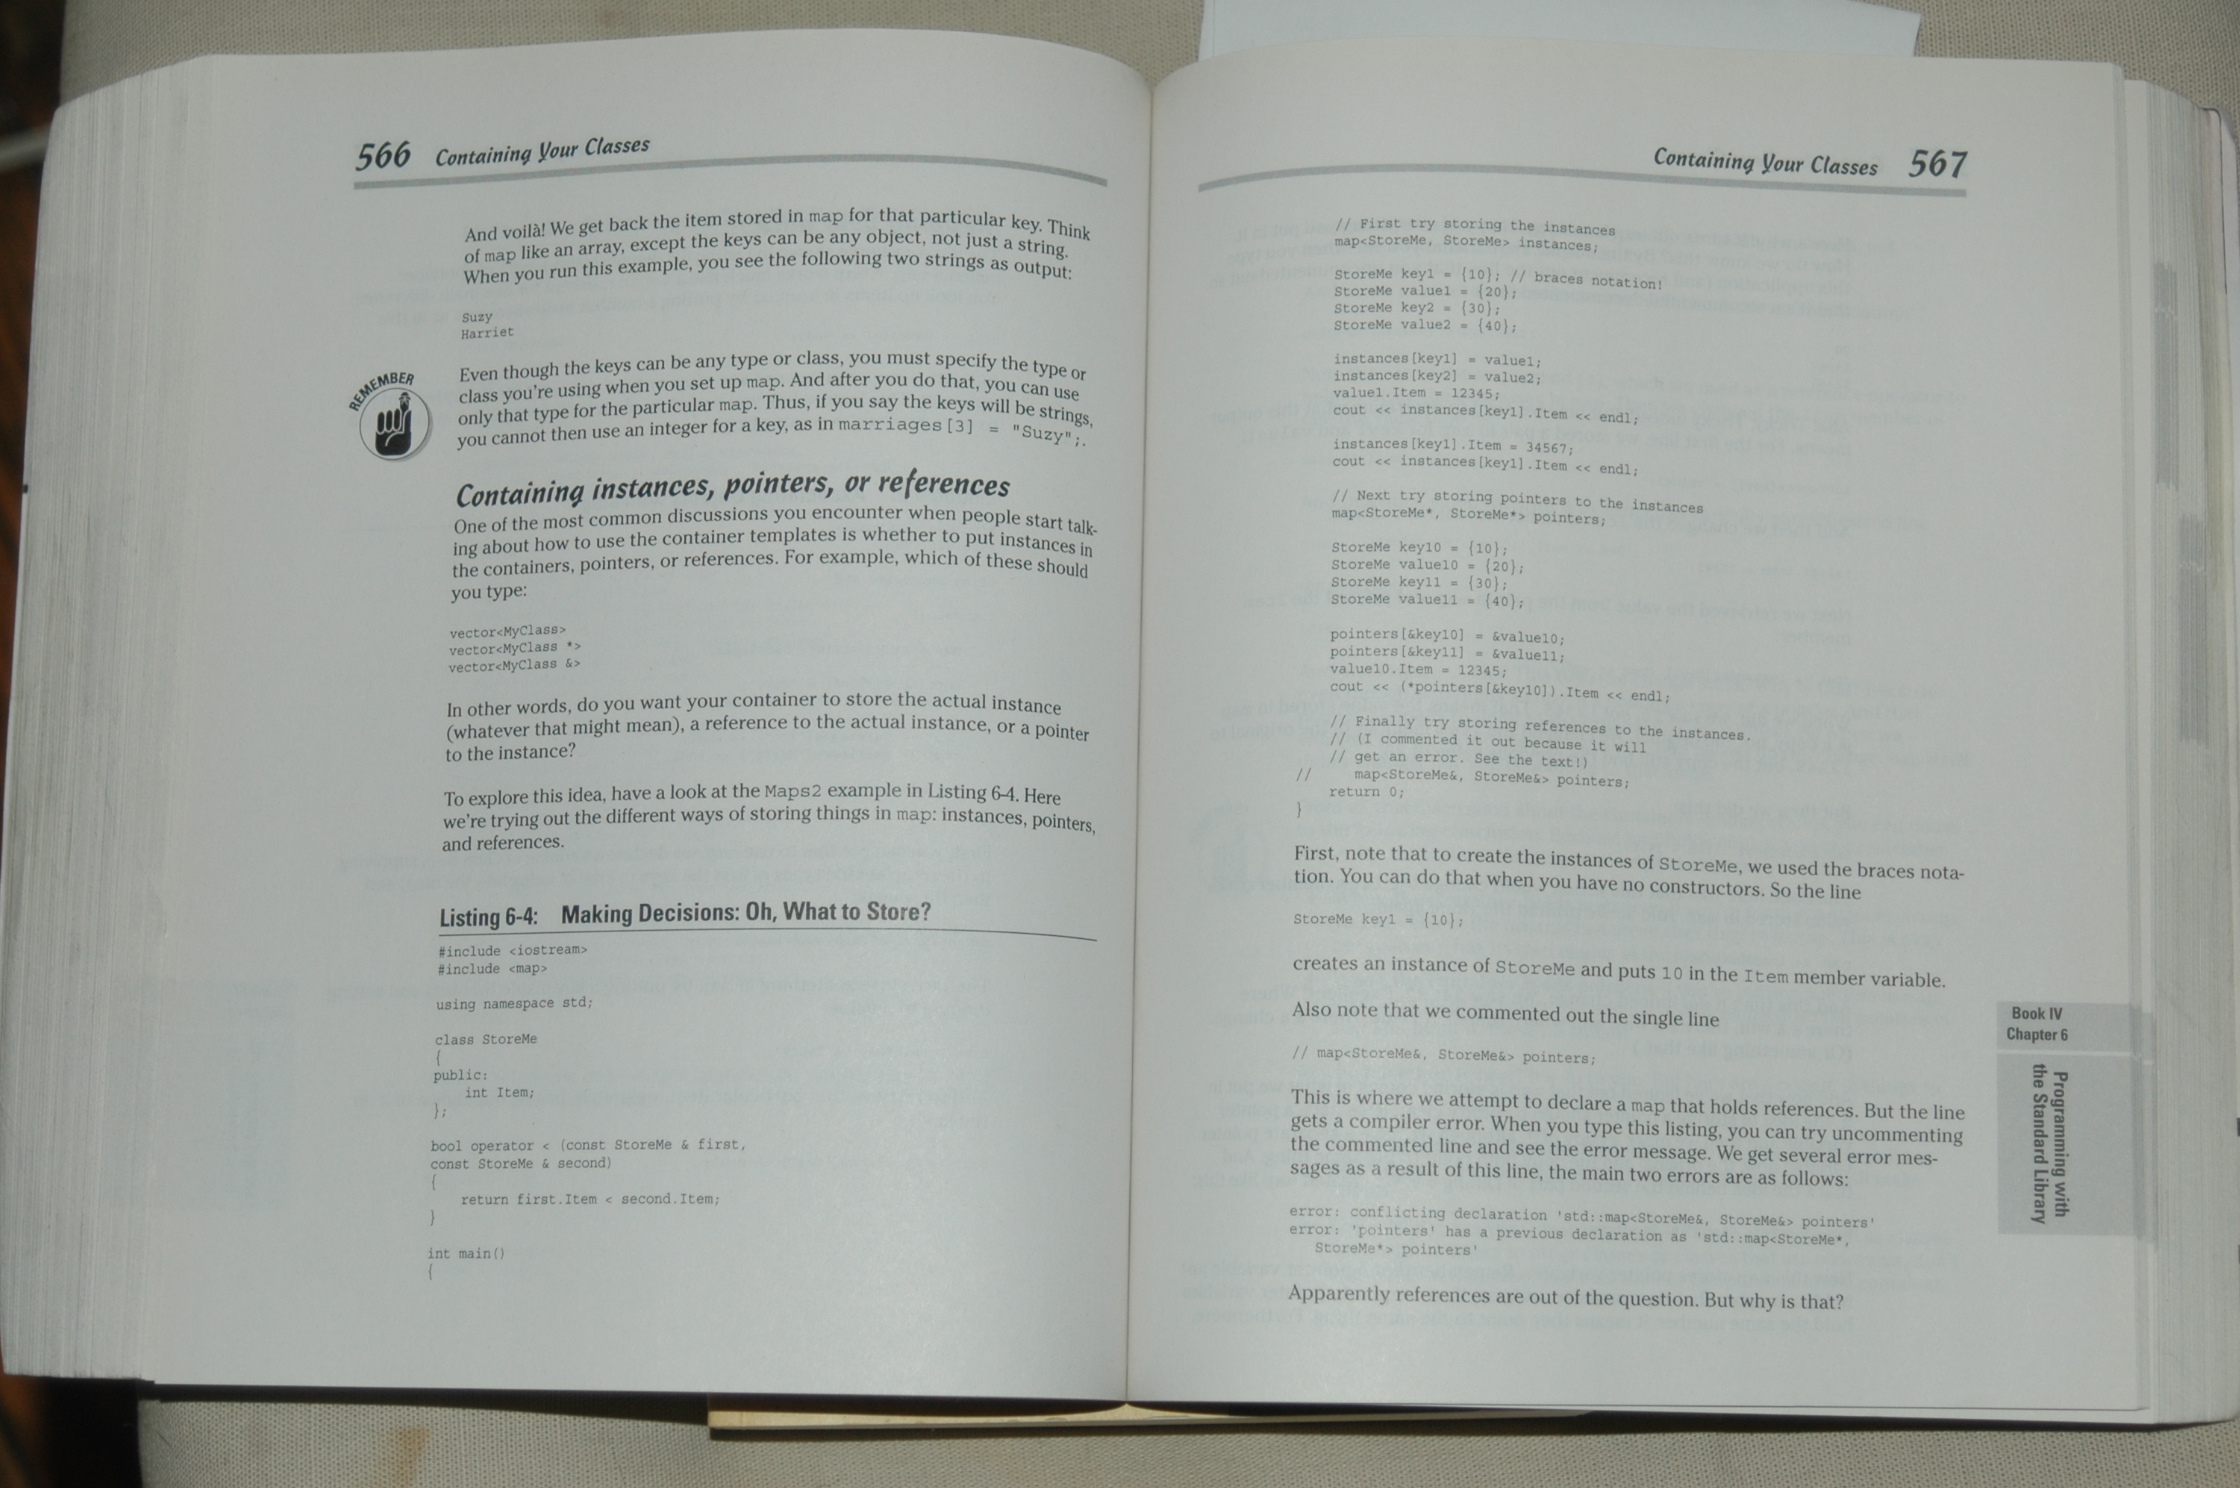 566 Containing Your Classes
And voilà! We get back the item stored in map for that particular key. Think
of map like an array, except the keys can be any object, not just a string.
When you run this example, you see the following two strings as output:
Suzy
Harriet
REMEMBER
Even though the keys can be any type or class, you must specify the type or
class you're using when you set up map. And after you do that, you can use
only that type for the particular map. Thus, if you say the keys will be strings,
you cannot then use an integer for a key, as in marriages[3] = "Suzy";.
Containing instances, pointers, or references
One of the most common discussions you encounter when people start talk-
ing about how to use the container templates is whether to put instances in
the containers, pointers, or references. For example, which of these should
you type:
vector<MyClass>
vector<MyClass *>
vector<MyClass &>
In other words, do you want your container to store the actual instance
(whatever that might mean), a reference to the actual instance, or a pointer
to the instance?
To explore this idea, have a look at the Maps2 example in Listing 6-4. Here
we're trying out the different ways of storing things in map: instances, pointers,
and references.
Listing 6-4: Making Decisions: Oh, What to Store?
#include <iostream>
#include <map>
using namespace std;
class StoreMe
{
public:
    int Item;
};
bool operator < (const StoreMe & first,
const StoreMe & second)
{
    return first.Item < second.Item;
}
int main()
{
Containing Your Classes 567
// First try storing the instances
map<StoreMe, StoreMe> instances;
StoreMe key1 = {10}; // braces notation!
StoreMe value1 = {20};
StoreMe key2 = {30};
StoreMe value2 = {40};
instances[key1] = value1;
instances[key2] = value2;
value1.Item = 12345;
cout << instances[key1].Item << endl;
instances[key1].Item = 34567;
cout << instances[key1].Item << endl;
// Next try storing pointers to the instances
map<StoreMe*, StoreMe*> pointers;
StoreMe key10 = {10};
StoreMe value10 = {20};
StoreMe key11 = {30};
StoreMe value11 = {40};
pointers[&key10] = &value10;
pointers[&key11] = &value11;
value10.Item = 12345;
cout << (*pointers[&key10]).Item << endl;
// Finally try storing references to the instances.
// (I commented it out because it will
// get an error. See the text!)
//    map<StoreMe&, StoreMe&> pointers;
return 0;
}
First, note that to create the instances of StoreMe, we used the braces nota-
tion. You can do that when you have no constructors. So the line
StoreMe key1 = {10};
creates an instance of StoreMe and puts 10 in the Item member variable.
Also note that we commented out the single line
// map<StoreMe&, StoreMe&> pointers;
This is where we attempt to declare a map that holds references. But the line
gets a compiler error. When you type this listing, you can try uncommenting
the commented line and see the error message. We get several error mes-
sages as a result of this line, the main two errors are as follows:
error: conflicting declaration 'std::map<StoreMe&, StoreMe&> pointers'
error: 'pointers' has a previous declaration as 'std::map<StoreMe*,
    StoreMe*> pointers'
Apparently references are out of the question. But why is that?
Book IV
Chapter 6
Programming with
the Standard Library